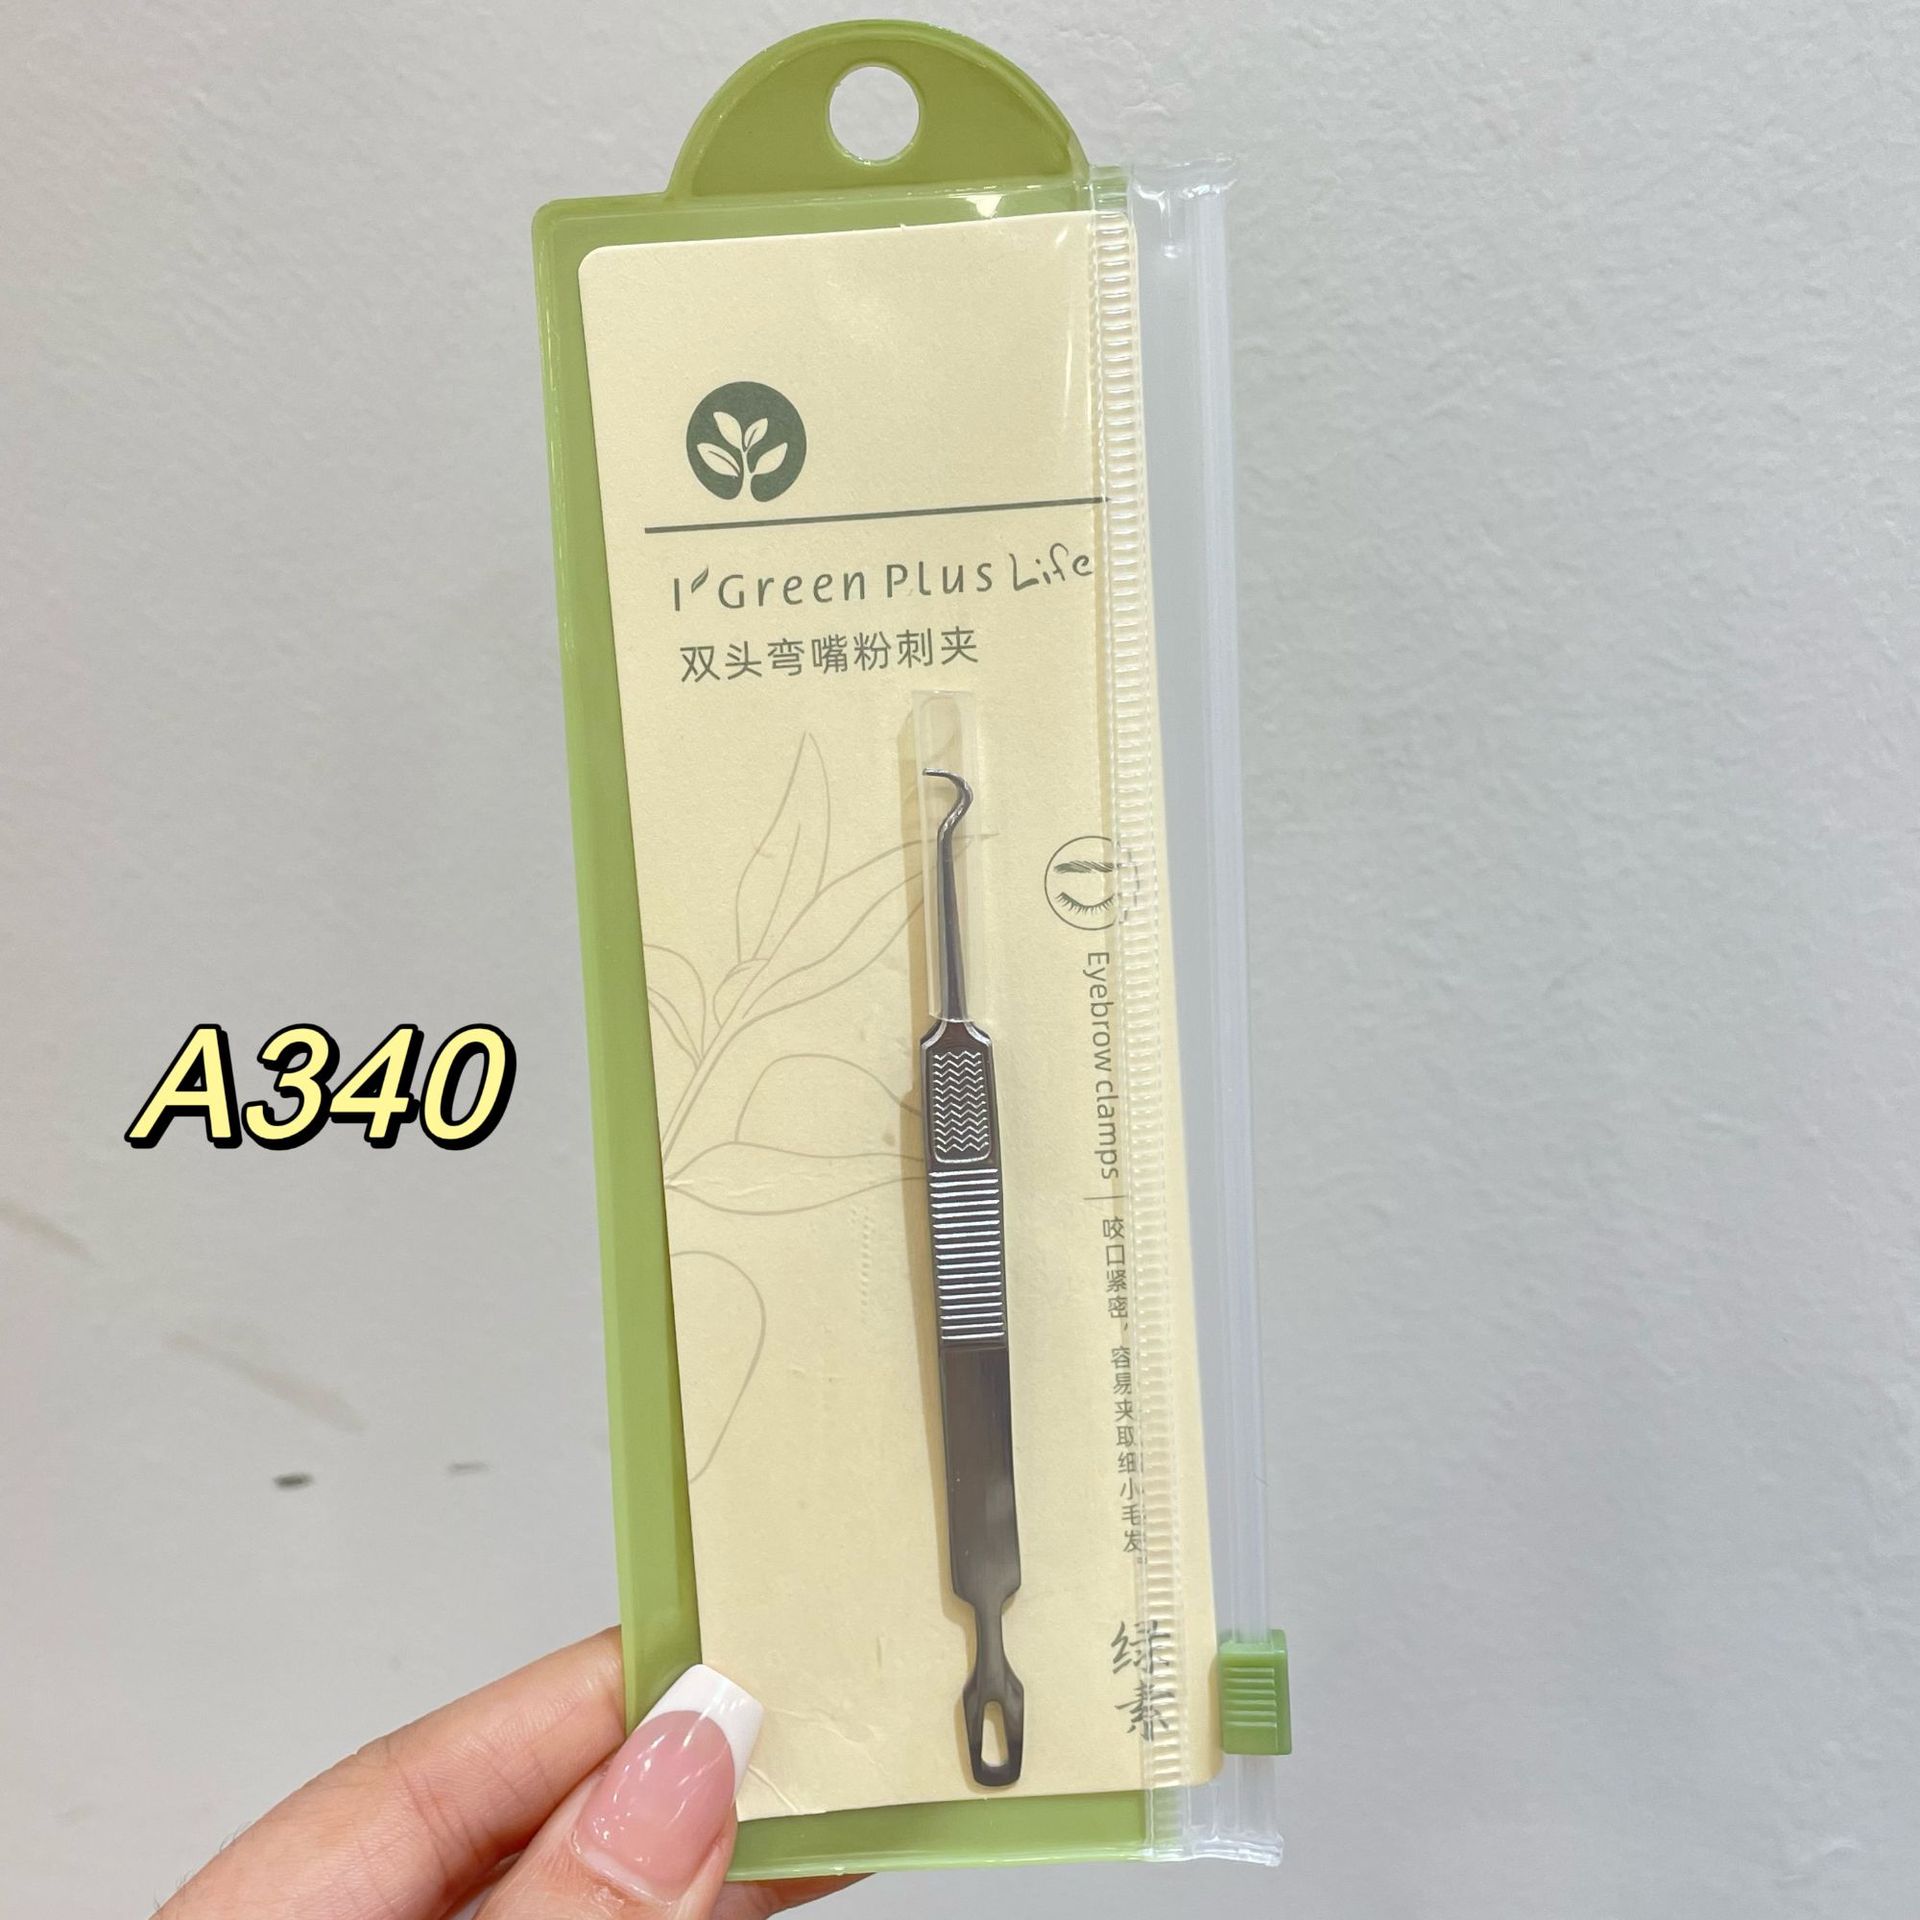 I'Green Plus Life
双头弯嘴粉刺夹
A340
Eyebrow clamps | 咬口紧密，容易夹取细小毛发。
绿素